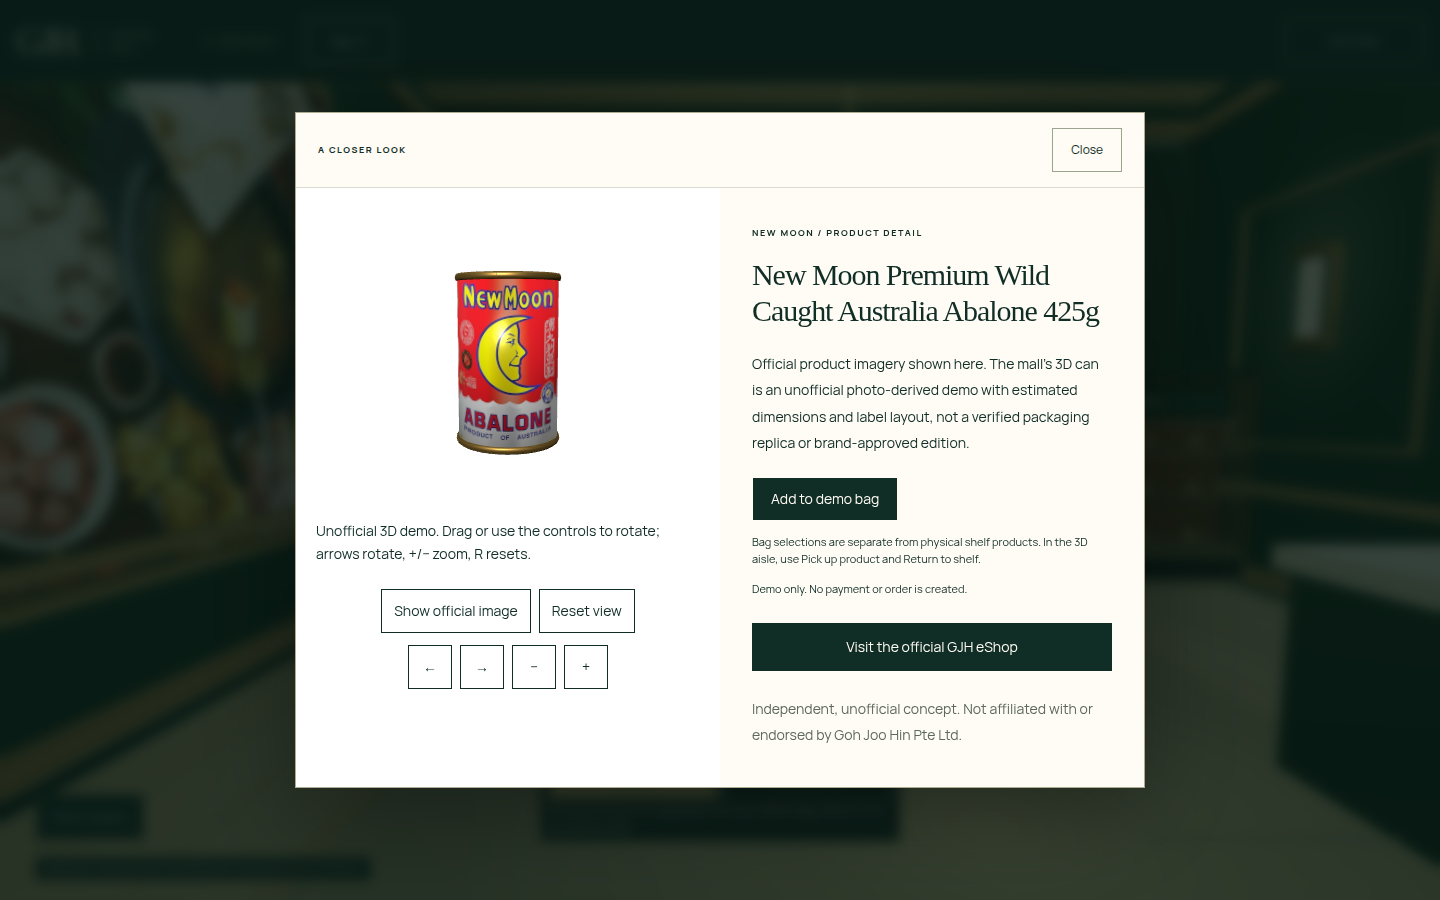 GJH
A CLOSER LOOK
Close
NewMoon
ABALONE
PRODUCT OF AUSTRALIA
Unofficial 3D demo. Drag or use the controls to rotate;
arrows rotate, +/− zoom, R resets.
Show official image
Reset view
←
→
−
+
NEW MOON / PRODUCT DETAIL
New Moon Premium Wild
Caught Australia Abalone 425g
Official product imagery shown here. The mall's 3D can
is an unofficial photo-derived demo with estimated
dimensions and label layout, not a verified packaging
replica or brand-approved edition.
Add to demo bag
Bag selections are separate from physical shelf products. In the 3D
aisle, use Pick up product and Return to shelf.
Demo only. No payment or order is created.
Visit the official GJH eShop
Independent, unofficial concept. Not affiliated with or
endorsed by Goh Joo Hin Pte Ltd.